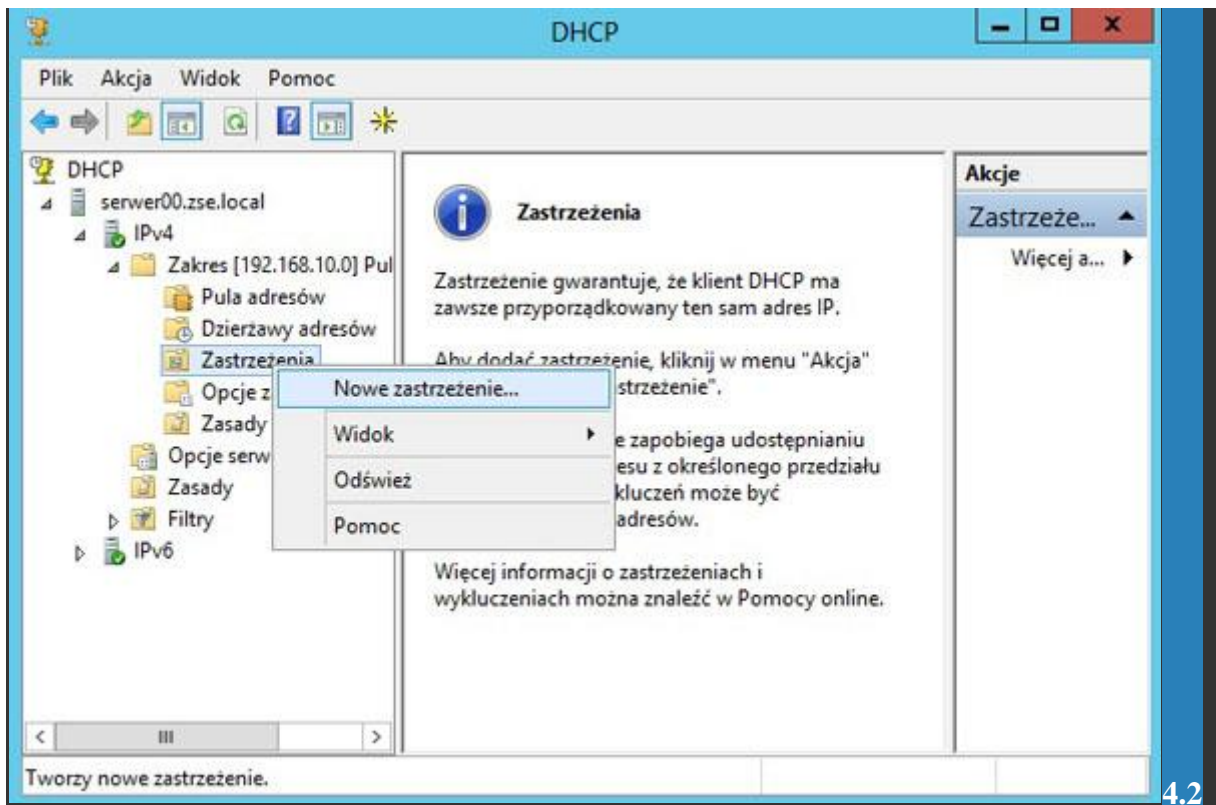 DHCP
Plik Akcja Widok Pomoc
DHCP
serwer00.zse.local
IPv4
Zakres [192.168.10.0] Pul
Pula adresów
Dzierżawy adresów
Zastrzeżenia
Opcje z
Zasady
Opcje serw
Zasady
Filtry
IPv6
Nowe zastrzeżenie...
Widok
Odśwież
Pomoc
Zastrzeżenia
Zastrzeżenie gwarantuje, że klient DHCP ma
zawsze przyporządkowany ten sam adres IP.
Aby dodać zastrzeżenie, kliknij w menu "Akcja"
strzeżenie".
e zapobiega udostępnianiu
esu z określonego przedziału
kluczeń może być
adresów.
Więcej informacji o zastrzeżeniach i
wykluczeniach można znaleźć w Pomocy online.
Akcje
Zastrzeże...
Więcej a...
Tworzy nowe zastrzeżenie.
4.2